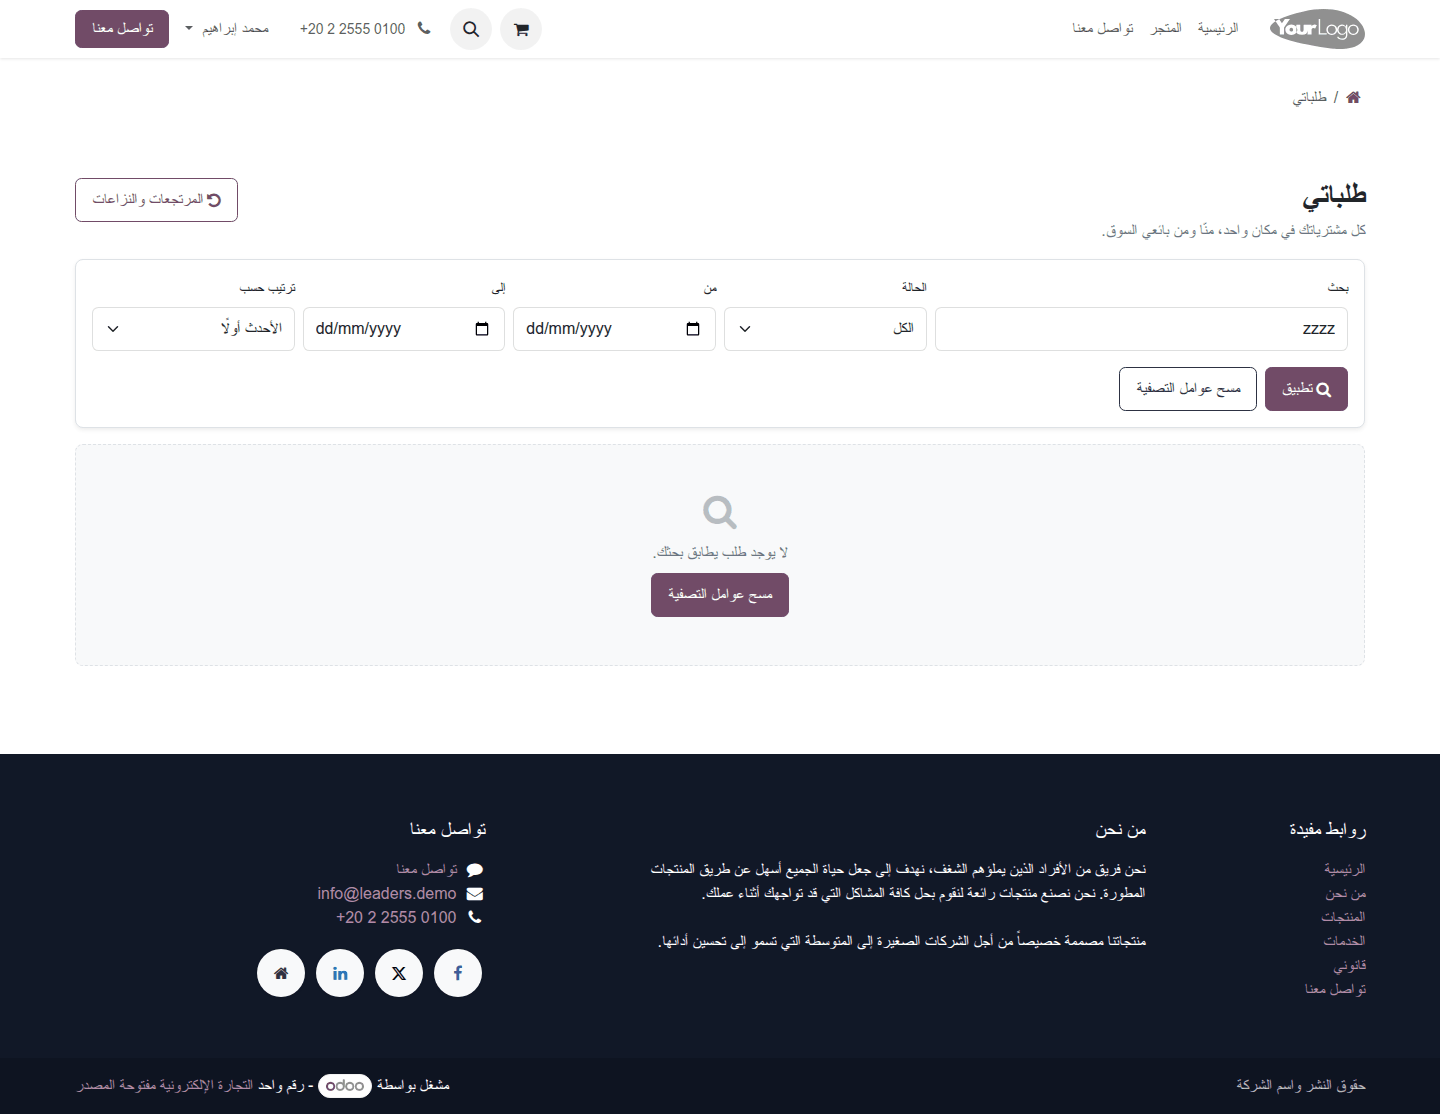 YourLogo
الرئيسية
المتجر
تواصل معنا
+20 2 2555 0100
محمد إبراهيم
تواصل معنا
/ طلباتي
طلباتي
كل مشترياتك في مكان واحد، منّا ومن بائعي السوق.
المرتجعات والنزاعات
بحث
الحالة
من
إلى
ترتيب حسب
zzzz
الكل
dd/mm/yyyy
dd/mm/yyyy
الأحدث أولًا
تطبيق
مسح عوامل التصفية
لا يوجد طلب يطابق بحثك.
مسح عوامل التصفية
روابط مفيدة
الرئيسية
من نحن
المنتجات
الخدمات
قانوني
تواصل معنا
من نحن
نحن فريق من الأفراد الذين يملؤهم الشغف، نهدف إلى جعل حياة الجميع أسهل عن طريق المنتجات
المطورة. نحن نصنع منتجات رائعة لنقوم بحل كافة المشاكل التي قد تواجهك أثناء عملك.
منتجاتنا مصممة خصيصاً من أجل الشركات الصغيرة إلى المتوسطة التي تسمو إلى تحسين أدائها.
تواصل معنا
تواصل معنا
info@leaders.demo
+20 2 2555 0100
حقوق النشر واسم الشركة
مشغل بواسطة odoo - رقم واحد التجارة الإلكترونية مفتوحة المصدر